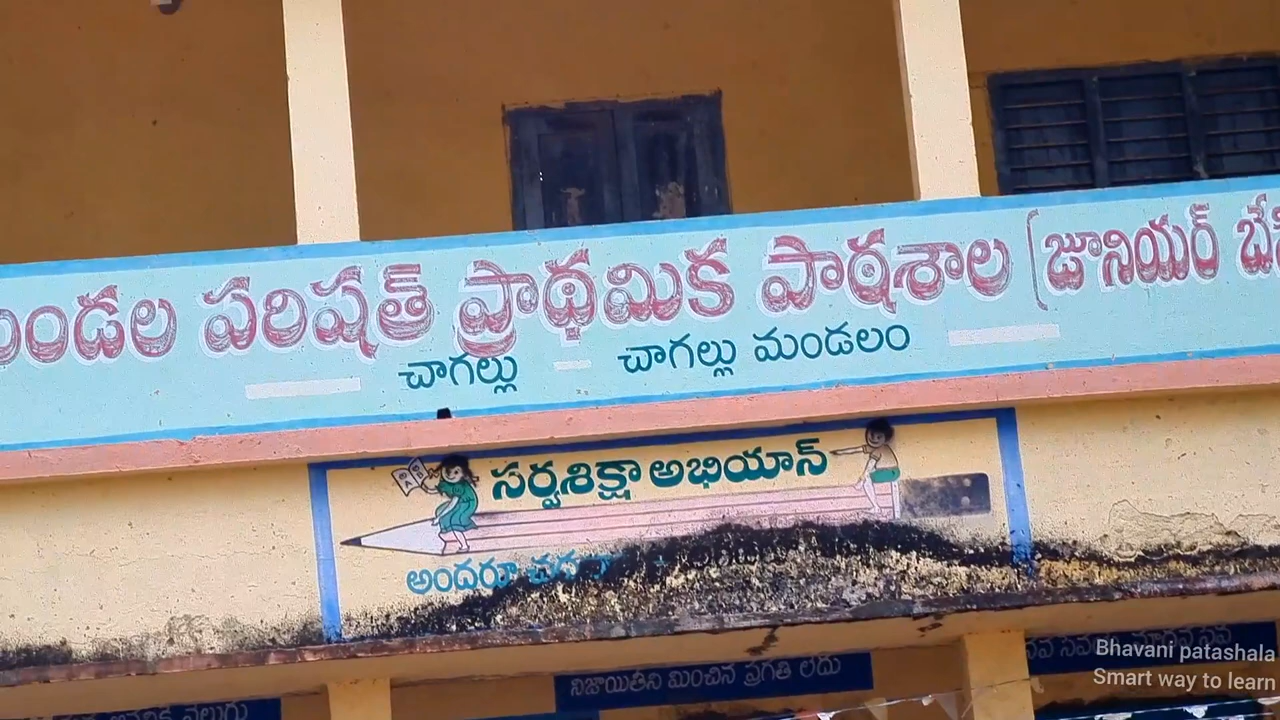 మండల పరిషత్ ప్రాథమిక పాఠశాల (జూనియర్
చాగల్లు - చాగల్లు మండలం
సర్వశిక్షా అభియాన్
అందరూ
నిజాయితీని మించిన ప్రగతి లేదు
వెలుగు
Bhavani patashala
Smart way to learn